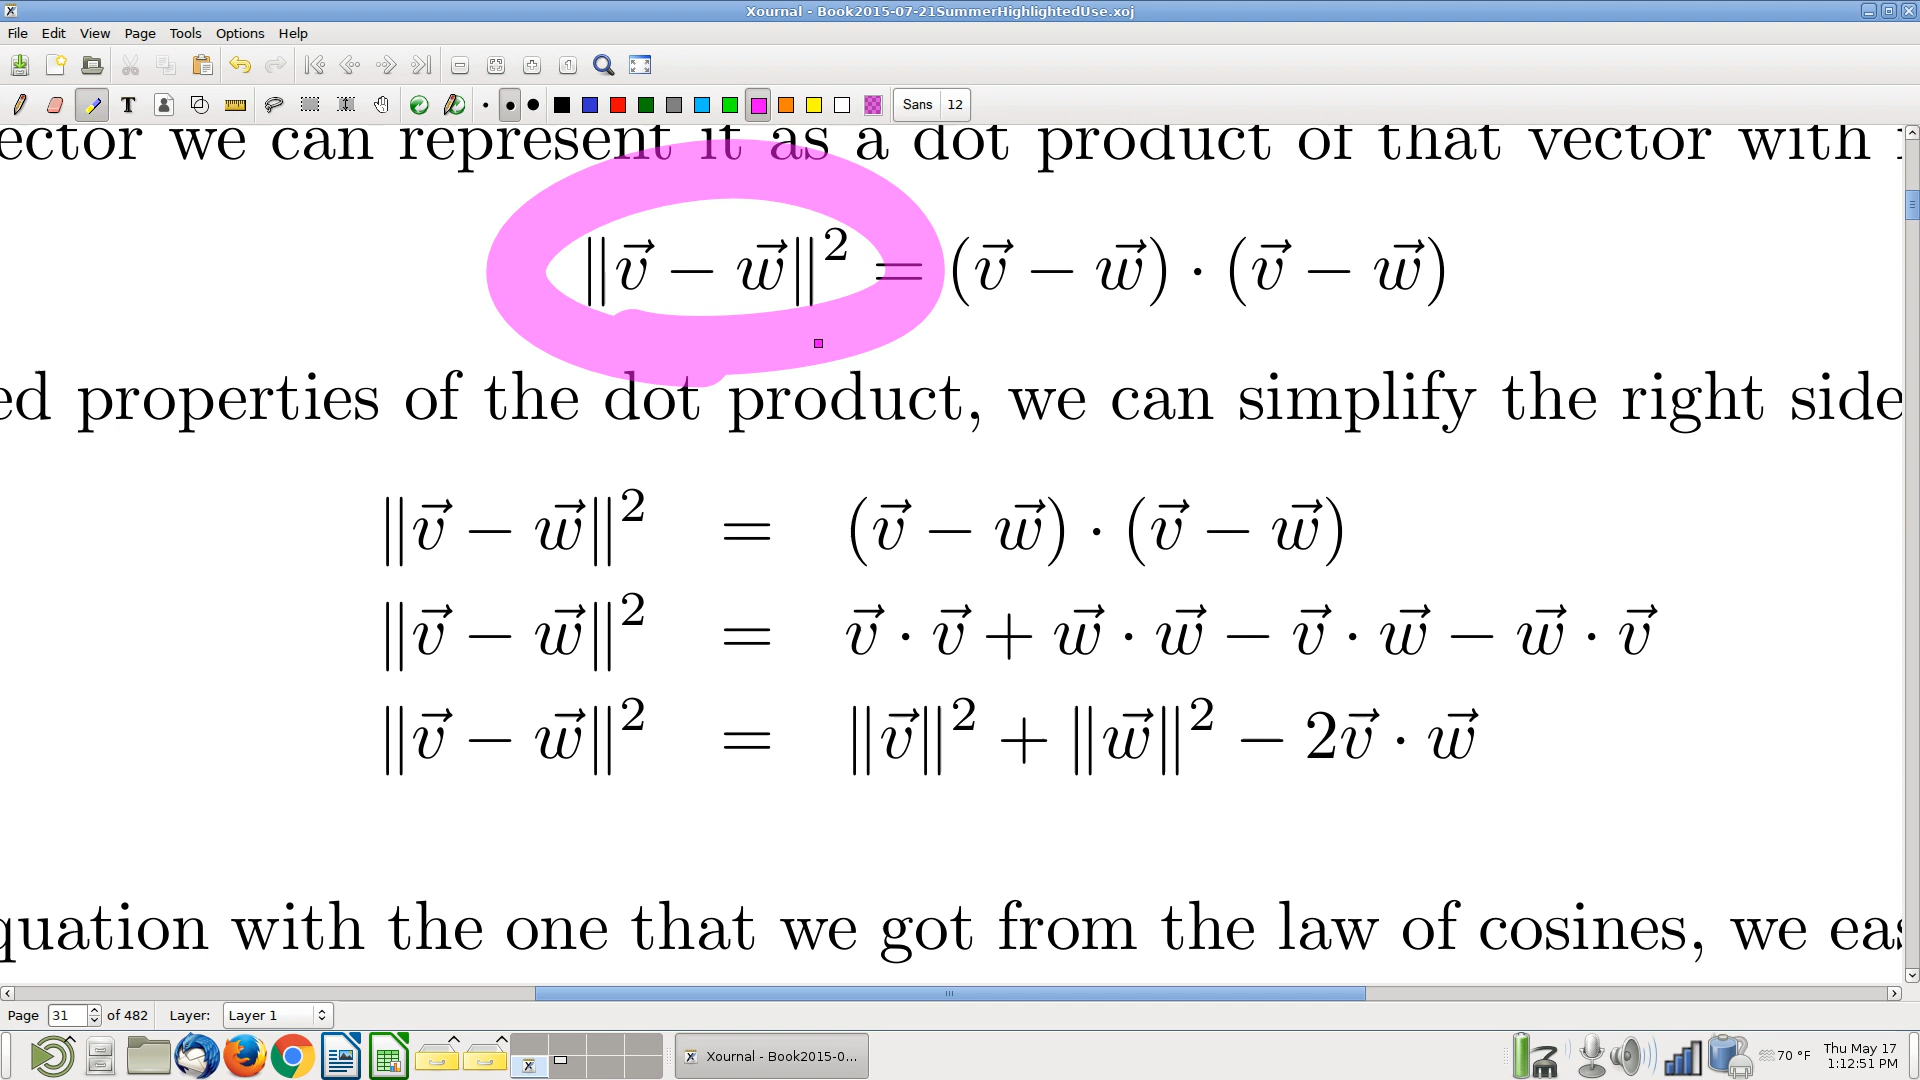 Xournal - Book2015-07-21SummerHighlightedUse.xoj
File Edit View Page Tools Options Help
Sans 12
ector we can represent it as a dot product of that vector with
‖v⃗ − w⃗‖² = (v⃗ − w⃗) · (v⃗ − w⃗)
ed properties of the dot product, we can simplify the right side
‖v⃗ − w⃗‖² = (v⃗ − w⃗) · (v⃗ − w⃗)
‖v⃗ − w⃗‖² = v⃗ · v⃗ + w⃗ · w⃗ − v⃗ · w⃗ − w⃗ · v⃗
‖v⃗ − w⃗‖² = ‖v⃗‖² + ‖w⃗‖² − 2v⃗ · w⃗
quation with the one that we got from the law of cosines, we eas
Page 31 of 482 Layer: Layer 1
Xournal - Book2015-0... 70 °F Thu May 17
1:12:51 PM